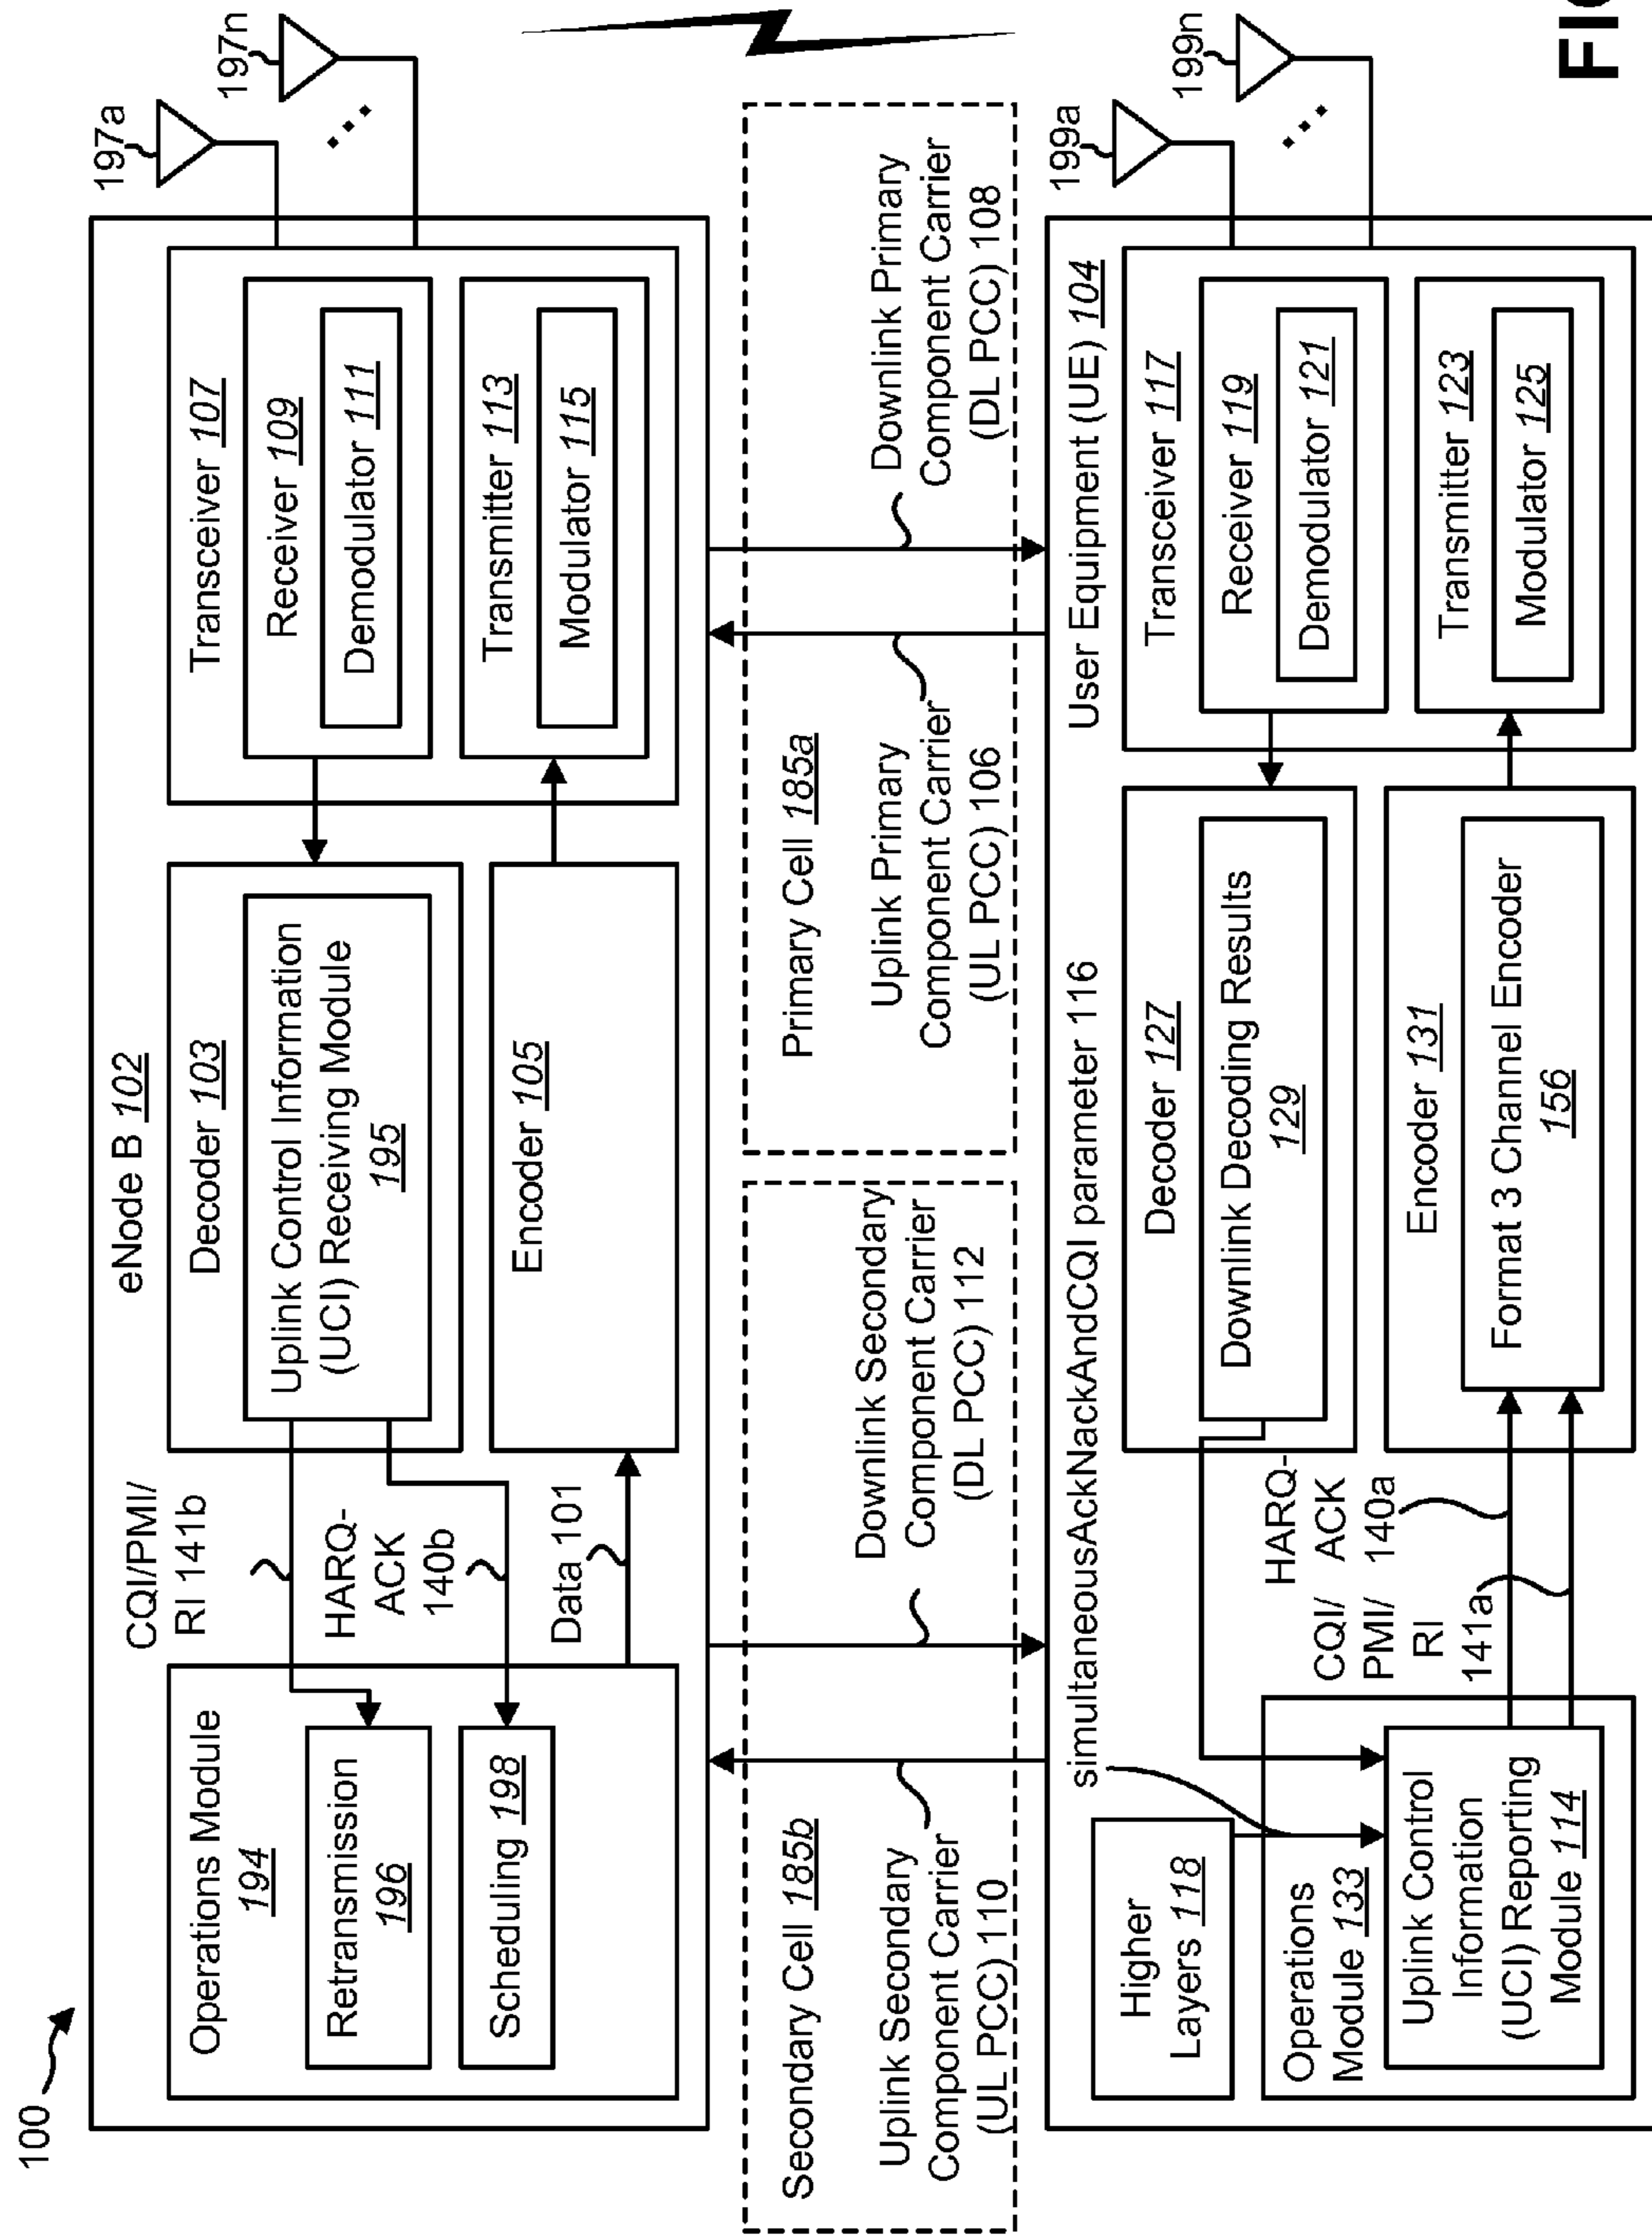 100
eNode B 102
Operations Module
194
Retransmission
196
Scheduling 198
CQI/PMI/
RI 141b
HARQ-
ACK
140b
Data 101
Decoder 103
Uplink Control Information
(UCI) Receiving Module
195
Encoder 105
Transceiver 107
Receiver 109
Demodulator 111
Transmitter 113
Modulator 115
197a
197n
Secondary Cell 185b
Uplink Secondary
Component Carrier
(UL PCC) 110
Downlink Secondary
Component Carrier
(DL PCC) 112
Primary Cell 185a
Uplink Primary
Component Carrier
(UL PCC) 106
Downlink Primary
Component Carrier
(DL PCC) 108
simultaneousAckNackAndCQI parameter 116
User Equipment (UE) 104
Higher
Layers 118
Operations
Module 133
Uplink Control
Information
(UCI) Reporting
Module 114
HARQ-
ACK
140a
CQI/
PMI/
RI
141a
Decoder 127
Downlink Decoding Results
129
Encoder 131
Format 3 Channel Encoder
156
Transceiver 117
Receiver 119
Demodulator 121
Transmitter 123
Modulator 125
199a
199n